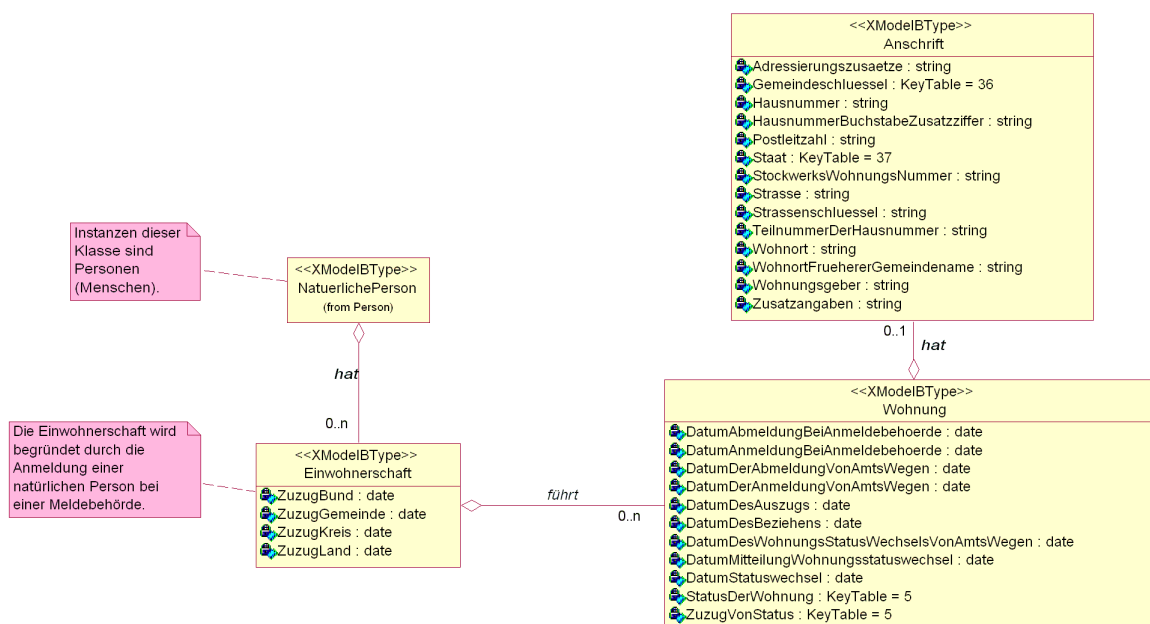 <<XModelBType>>
Anschrift
Adressierungszusaetze : string
Gemeindeschluessel : KeyTable = 36
Hausnummer : string
HausnummerBuchstabeZusatzziffer : string
Postleitzahl : string
Staat : KeyTable = 37
StockwerksWohnungsNummer : string
Strasse : string
Strassenschluessel : string
TeilnummerDerHausnummer : string
Wohnort : string
WohnortFruehererGemeindename : string
Wohnungsgeber : string
Zusatzangaben : string
Instanzen dieser
Klasse sind
Personen
(Menschen).
<<XModelBType>>
NatuerlichePerson
(from Person)
0..1
hat
hat
0..n
Die Einwohnerschaft wird
begründet durch die
Anmeldung einer
natürlichen Person bei
einer Meldebehörde.
<<XModelBType>>
Einwohnerschaft
ZuzugBund : date
ZuzugGemeinde : date
ZuzugKreis : date
ZuzugLand : date
führt
0..n
<<XModelBType>>
Wohnung
DatumAbmeldungBeiAnmeldebehoerde : date
DatumAnmeldungBeiAnmeldebehoerde : date
DatumDerAbmeldungVonAmtsWegen : date
DatumDerAnmeldungVonAmtsWegen : date
DatumDesAuszugs : date
DatumDesBeziehens : date
DatumDesWohnungsStatusWechselsVonAmtsWegen : date
DatumMitteilungWohnungsstatuswechsel : date
DatumStatuswechsel : date
StatusDerWohnung : KeyTable = 5
ZuzugVonStatus : KeyTable = 5